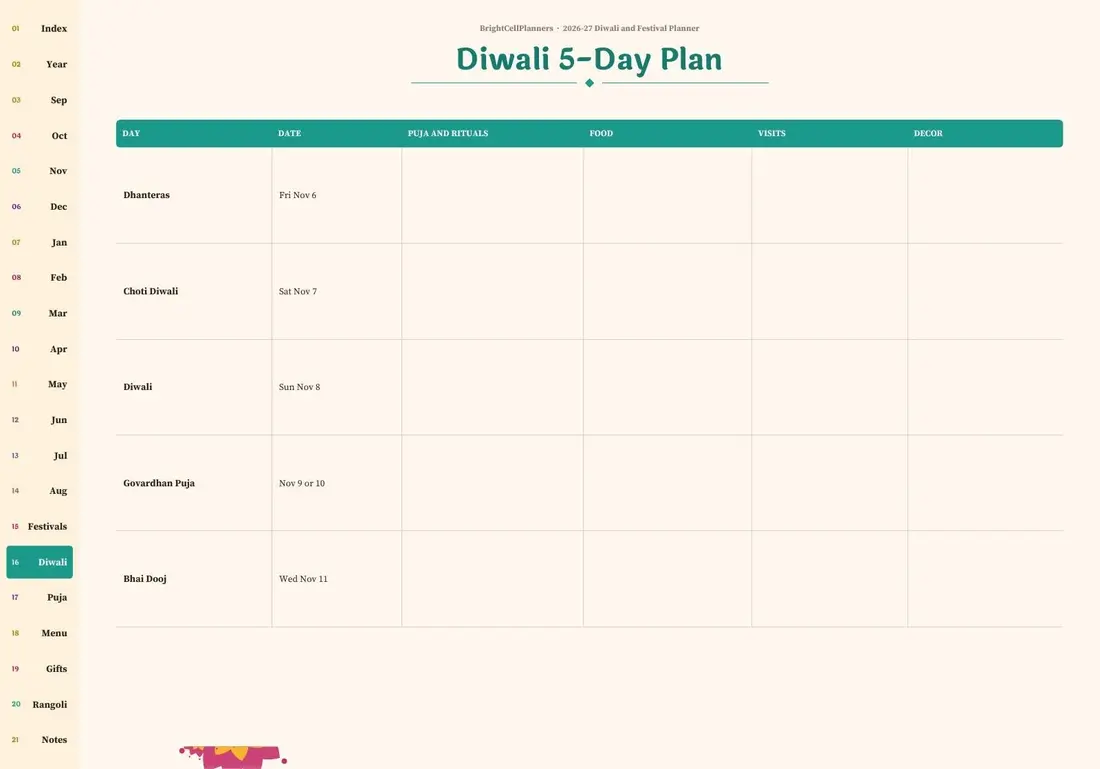 01 Index
02 Year
03 Sep
04 Oct
05 Nov
06 Dec
07 Jan
08 Feb
09 Mar
10 Apr
11 May
12 Jun
13 Jul
14 Aug
15 Festivals
16 Diwali
17 Puja
18 Menu
19 Gifts
20 Rangoli
21 Notes
BrightCellPlanners - 2026-27 Diwali and Festival Planner
Diwali 5-Day Plan
DAY DATE PUJA AND RITUALS FOOD VISITS DECOR
Dhanteras Fri Nov 6
Choti Diwali Sat Nov 7
Diwali Sun Nov 8
Govardhan Puja Nov 9 or 10
Bhai Dooj Wed Nov 11